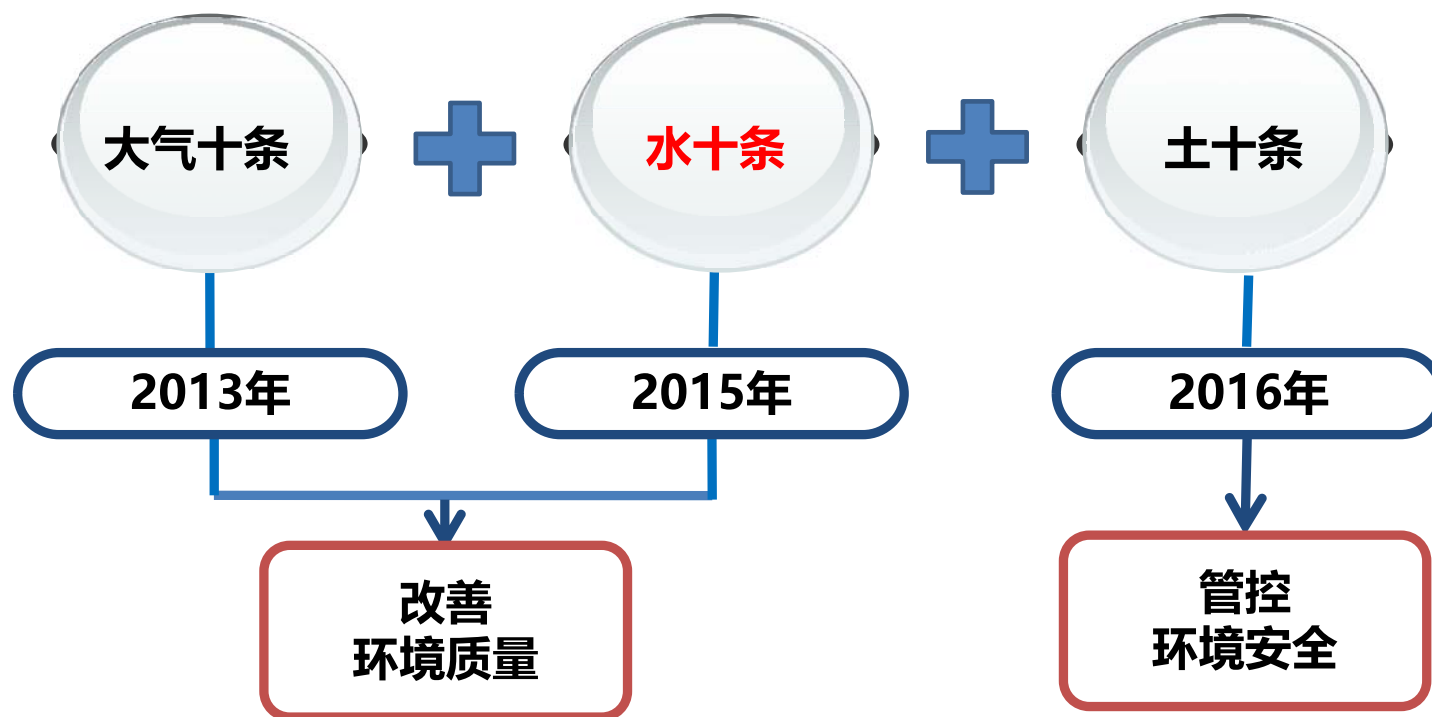 大气十条
水十条
土十条
2013年
2015年
2016年
改善
环境质量
管控
环境安全